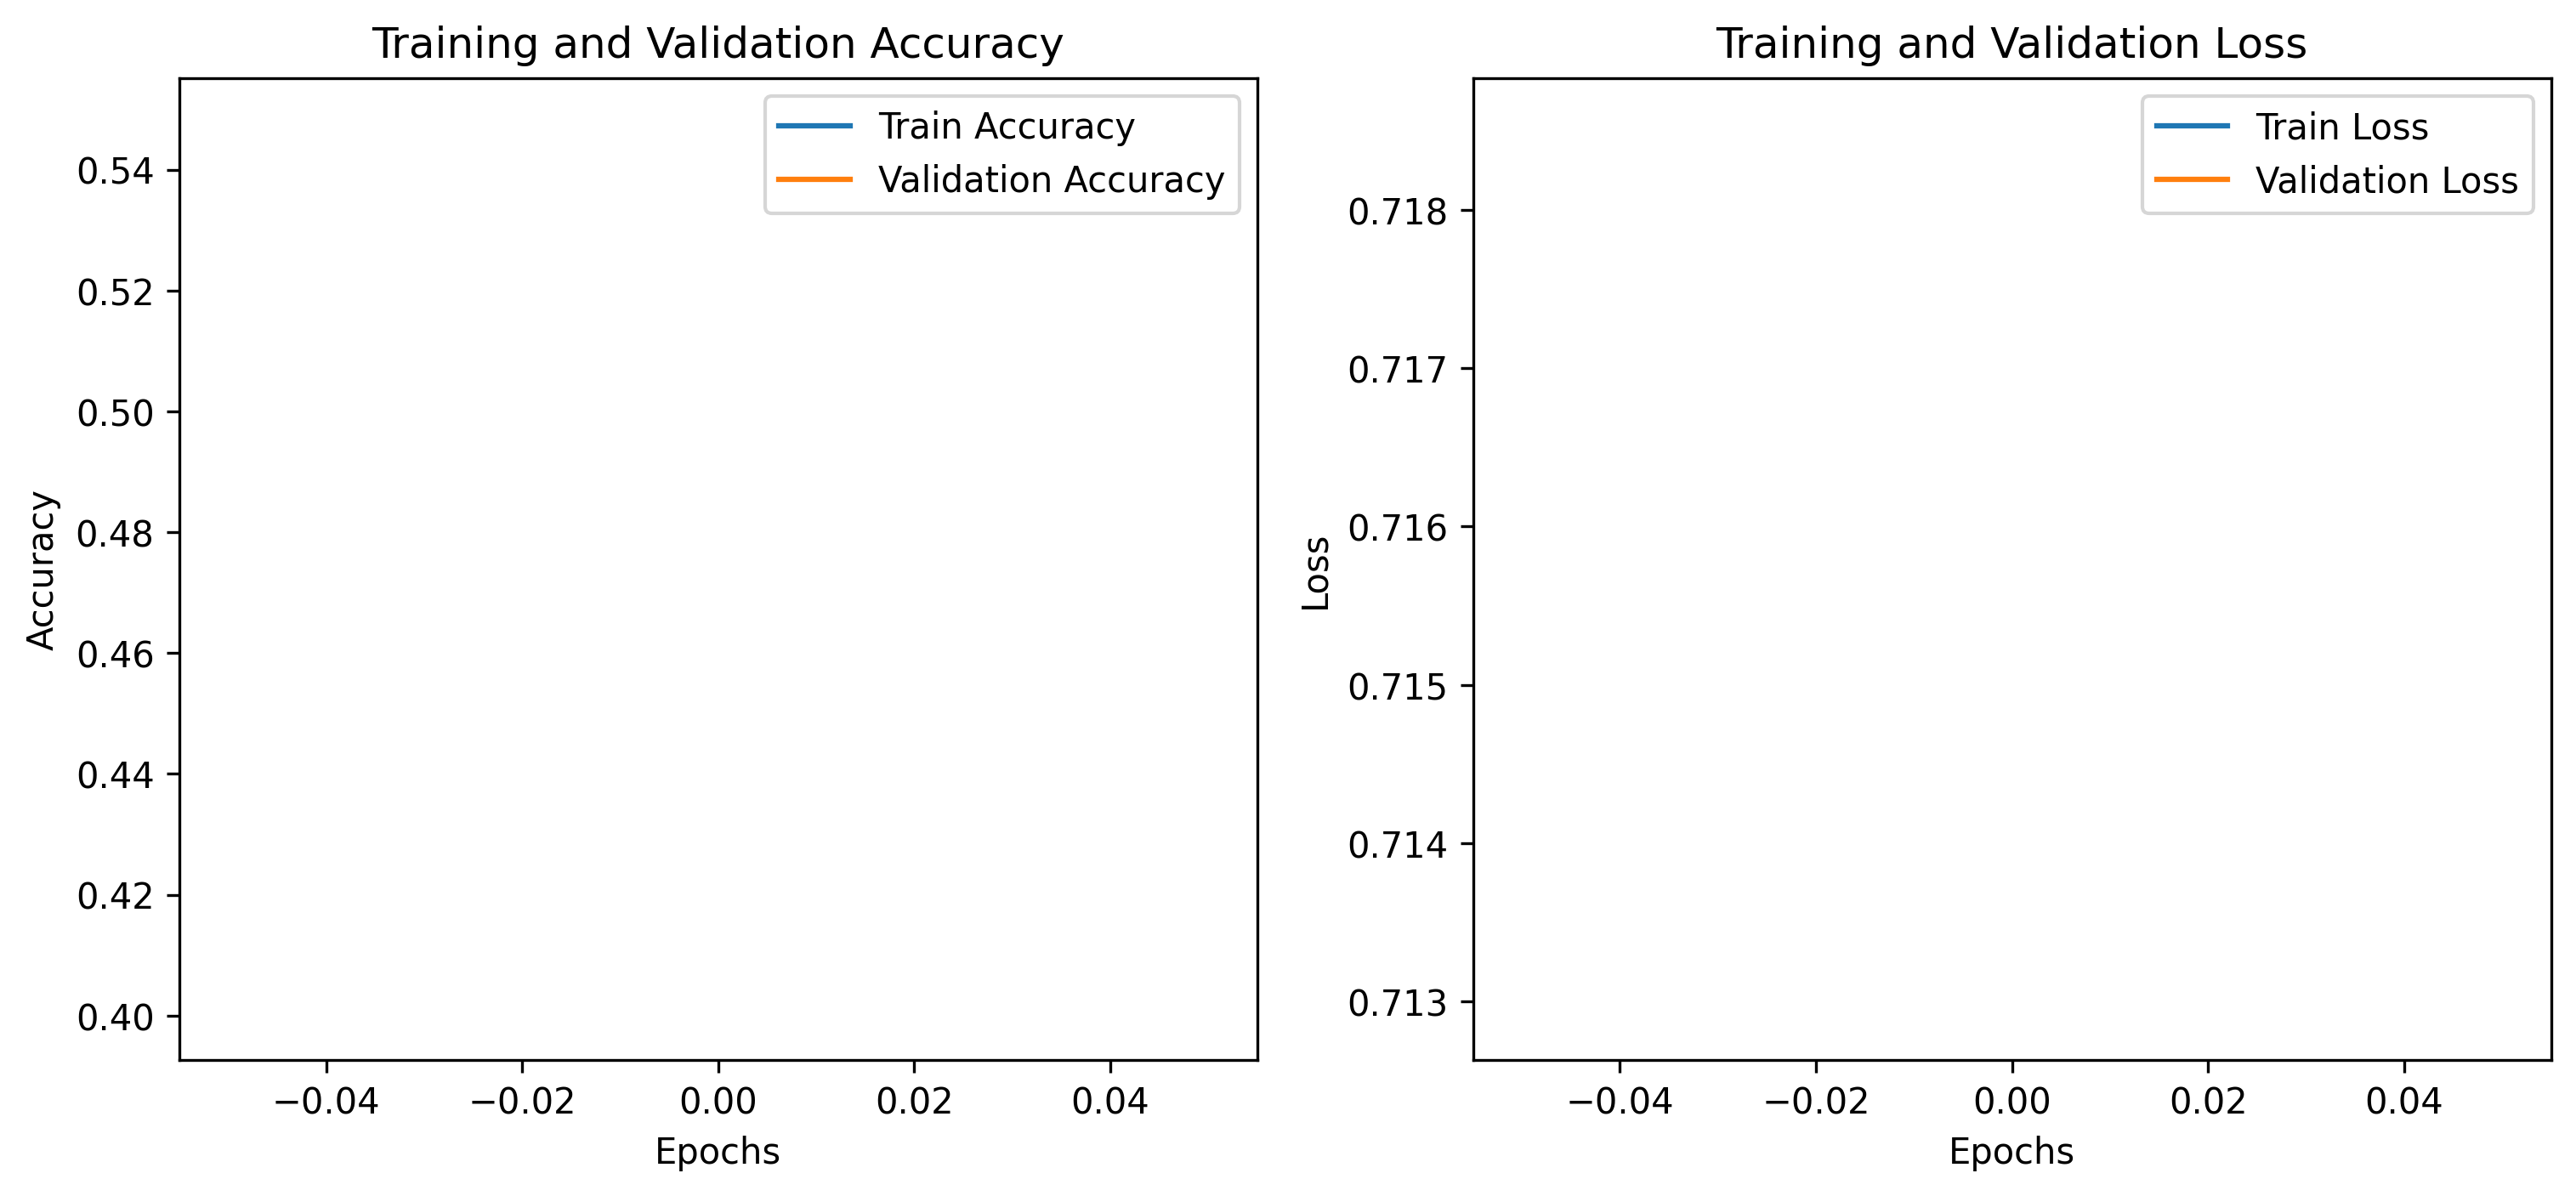 Training and Validation Accuracy
Train Accuracy
Validation Accuracy
0.54
0.52
0.50
0.48
0.46
0.44
0.42
0.40
Accuracy
−0.04 −0.02 0.00 0.02 0.04
Epochs
Training and Validation Loss
Train Loss
Validation Loss
0.718
0.717
0.716
0.715
0.714
0.713
Loss
−0.04 −0.02 0.00 0.02 0.04
Epochs